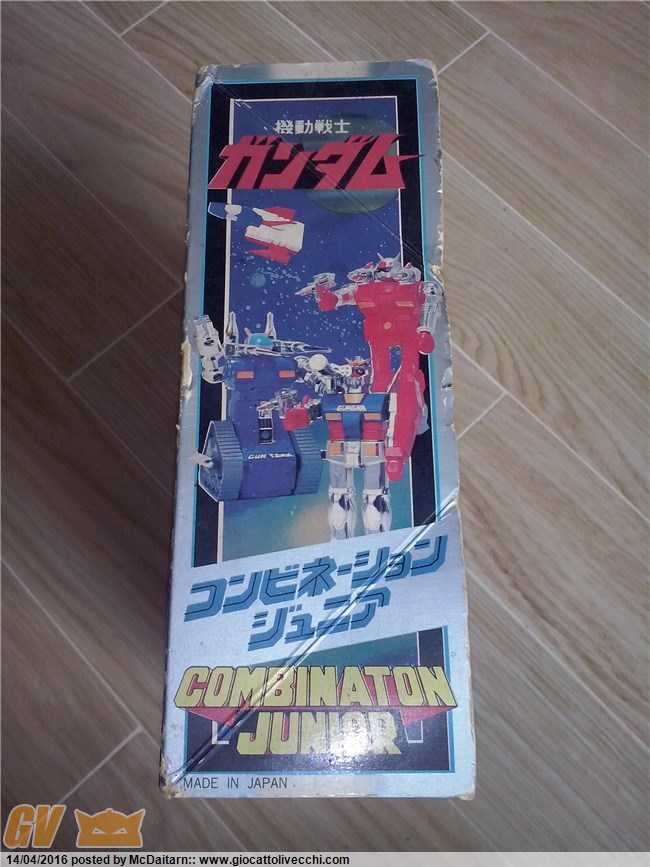 機動戦士
ガンダム
GUNDAM
GUN TANK
コンビネーション
ジュニア
COMBINATON
JUNIOR
MADE IN JAPAN
GV
14/04/2016 posted by McDaitarn:: www.giocattolivecchi.com